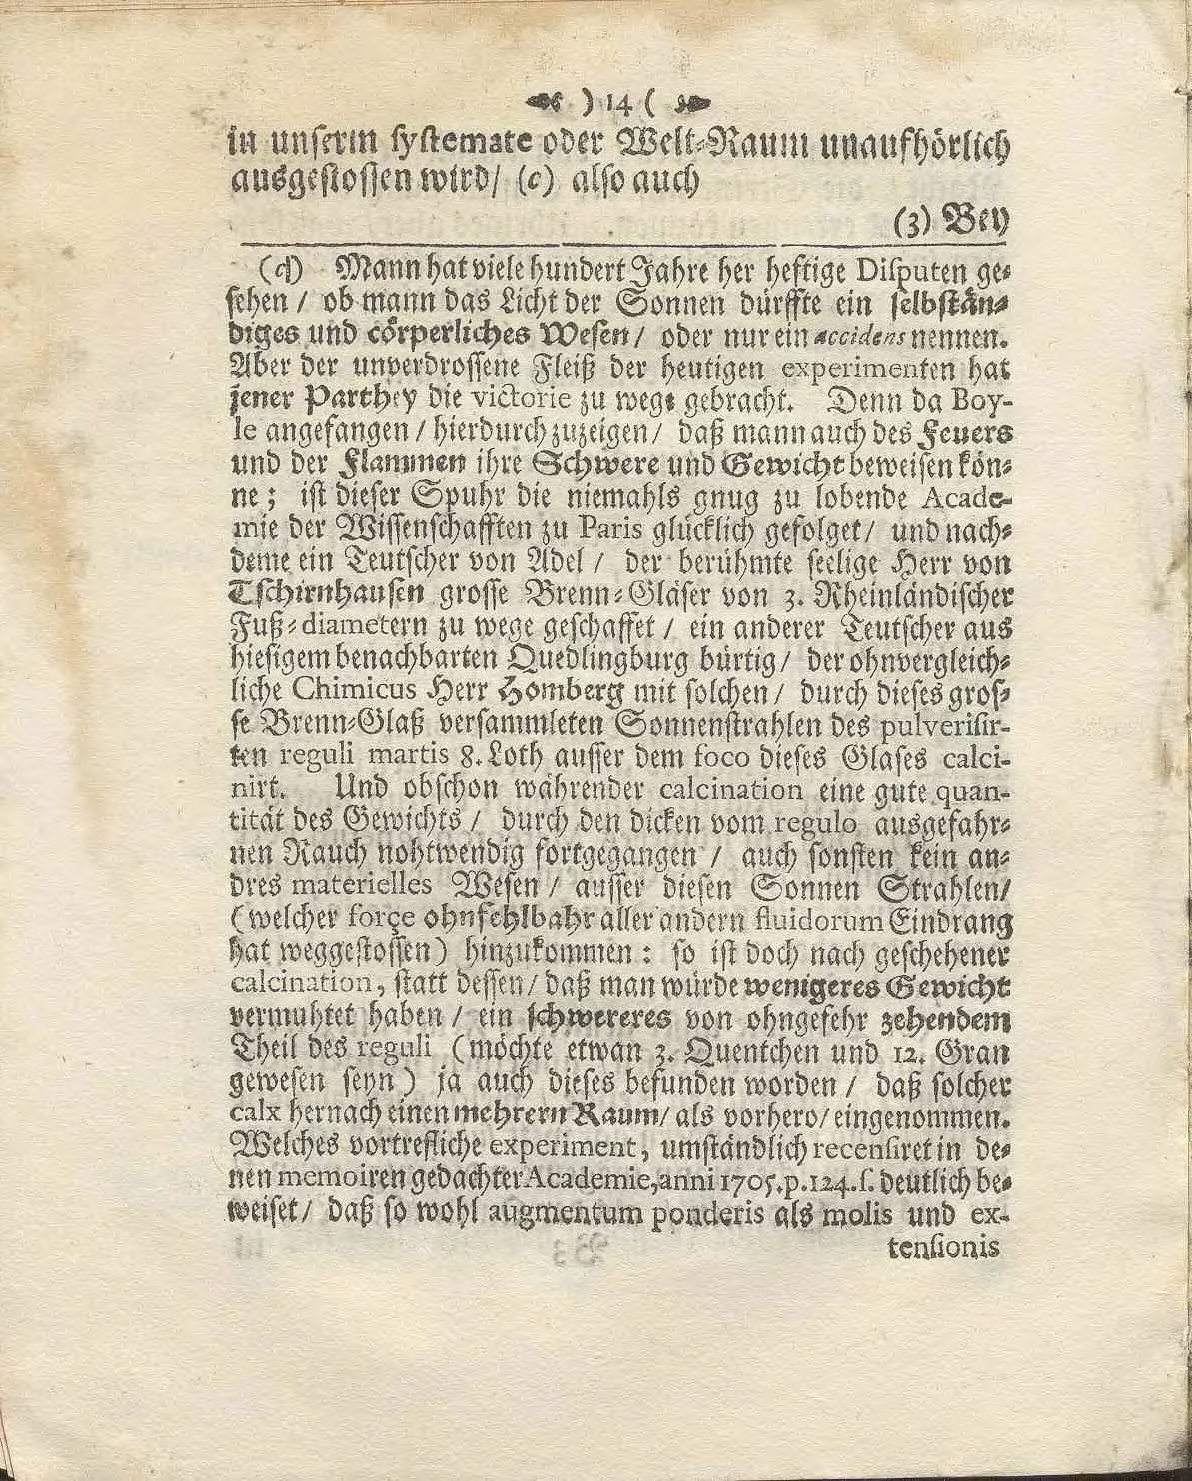 ) 14 (
in unserm systemate oder Welt-Raum unaufhörlich
ausgestossen wird/ (c) also auch
(3) Bey
(c) Mann hat viele hundert Jahre her heftige Disputen ge-
sehen / ob mann das Licht der Sonnen dürffte ein selbstän-
diges und cörperliches Wesen / oder nur ein accidens nennen.
Aber der unverdrossene Fleiß der heutigen experimenten hat
jener Parthey die victorie zu wege gebracht. Denn da Boy-
le angefangen / hierdurch zuzeigen / daß mann auch des Feuers
und der Flammen ihre Schwere und Gewicht beweisen kön-
ne ; ist dieser Spuhr die niemahls gnug zu lobende Acade-
mie der Wissenschafften zu Paris glücklich gefolget / und nach-
deme ein Teutscher von Adel / der berühmte seelige Herr von
Tschirnhausen grosse Brenn-Gläser von 3. Rheinländischer
Fuß-diametern zu wege geschaffet / ein anderer Teutscher aus
hiesigem benachbarten Quedlingburg bürtig / der ohnvergleich-
liche Chimicus Herr Homberg mit solchen / durch dieses gros-
se Brenn-Glaß versammleten Sonnenstrahlen des pulverisir-
ten reguli martis 8. Loth ausser dem foco dieses Glases calci-
nirt. Und obschon währender calcination eine gute quan-
tität des Gewichts / durch den dicken vom regulo ausgefahr-
nen Rauch nohtwendig fortgegangen / auch sonsten kein an-
dres materielles Wesen / ausser diesen Sonnen Strahlen /
(welcher forçe ohnfehlbahr aller andern fluidorum Eindrang
hat weggestossen) hinzukommen : so ist doch nach geschehener
calcination, statt dessen / daß man würde wenigeres Gewicht
vermuhtet haben / ein schwereres von ohngefehr zehendem
Theil des reguli (möchte etwan 3. Quentchen und 12. Gran
gewesen seyn) ja auch dieses befunden worden / daß solcher
calx hernach einen mehrern Raum / als vorhero / eingenommen.
Welches vortrefliche experiment, umständlich recensiret in de-
nen memoiren gedachter Academie, anni 1705. p. 124. s. deutlich be-
weiset / daß so wohl augmentum ponderis als molis und ex-
tensionis